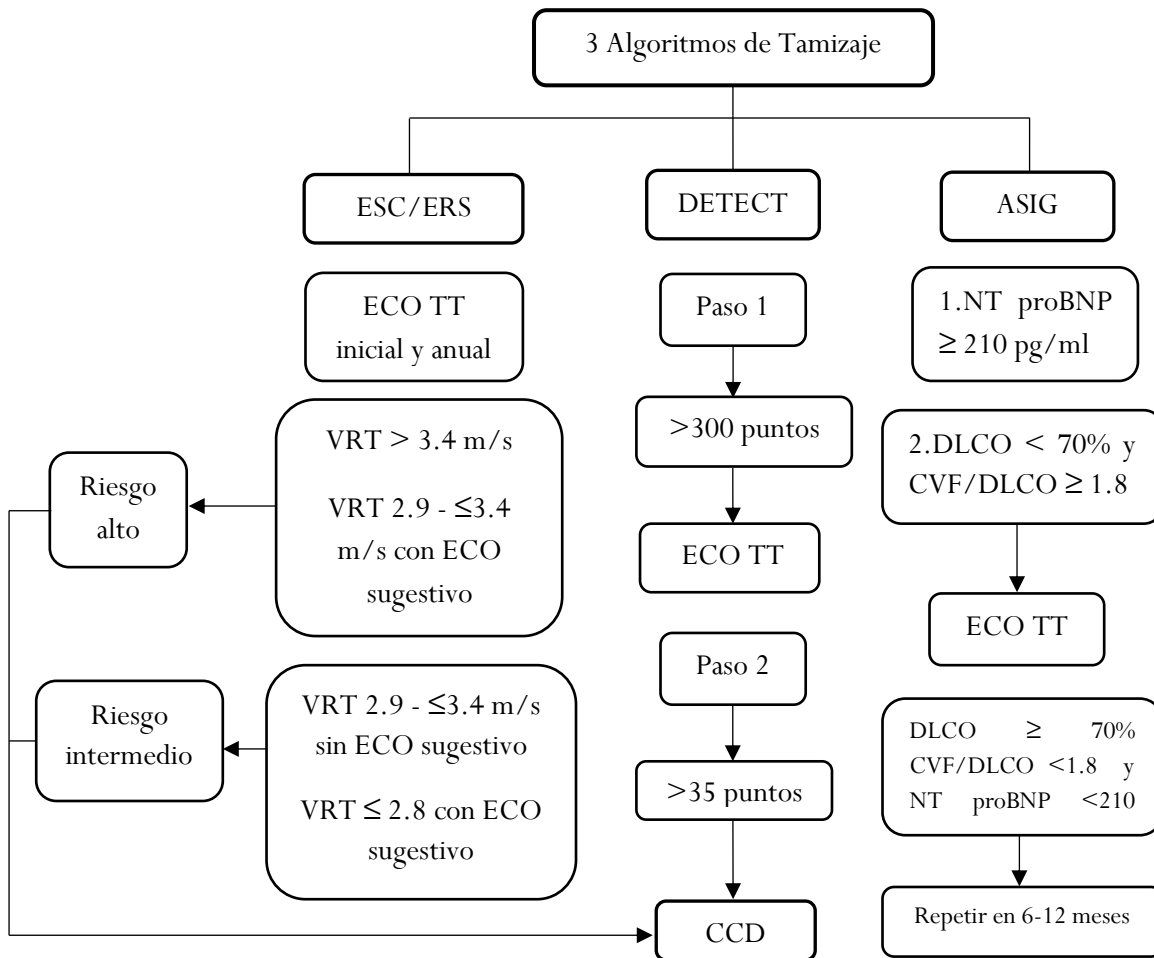 3 Algoritmos de Tamizaje
ESC/ERS
ECO TT
inicial y anual
VRT > 3.4 m/s
VRT 2.9 - ≤3.4
m/s con ECO
sugestivo
Riesgo
alto
VRT 2.9 - ≤3.4 m/s
sin ECO sugestivo
VRT ≤ 2.8 con ECO
sugestivo
Riesgo
intermedio
DETECT
Paso 1
>300 puntos
ECO TT
Paso 2
>35 puntos
CCD
ASIG
1.NT proBNP
≥ 210 pg/ml
2.DLCO < 70% y
CVF/DLCO ≥ 1.8
ECO TT
DLCO ≥ 70%
CVF/DLCO <1.8 y
NT proBNP <210
Repetir en 6-12 meses